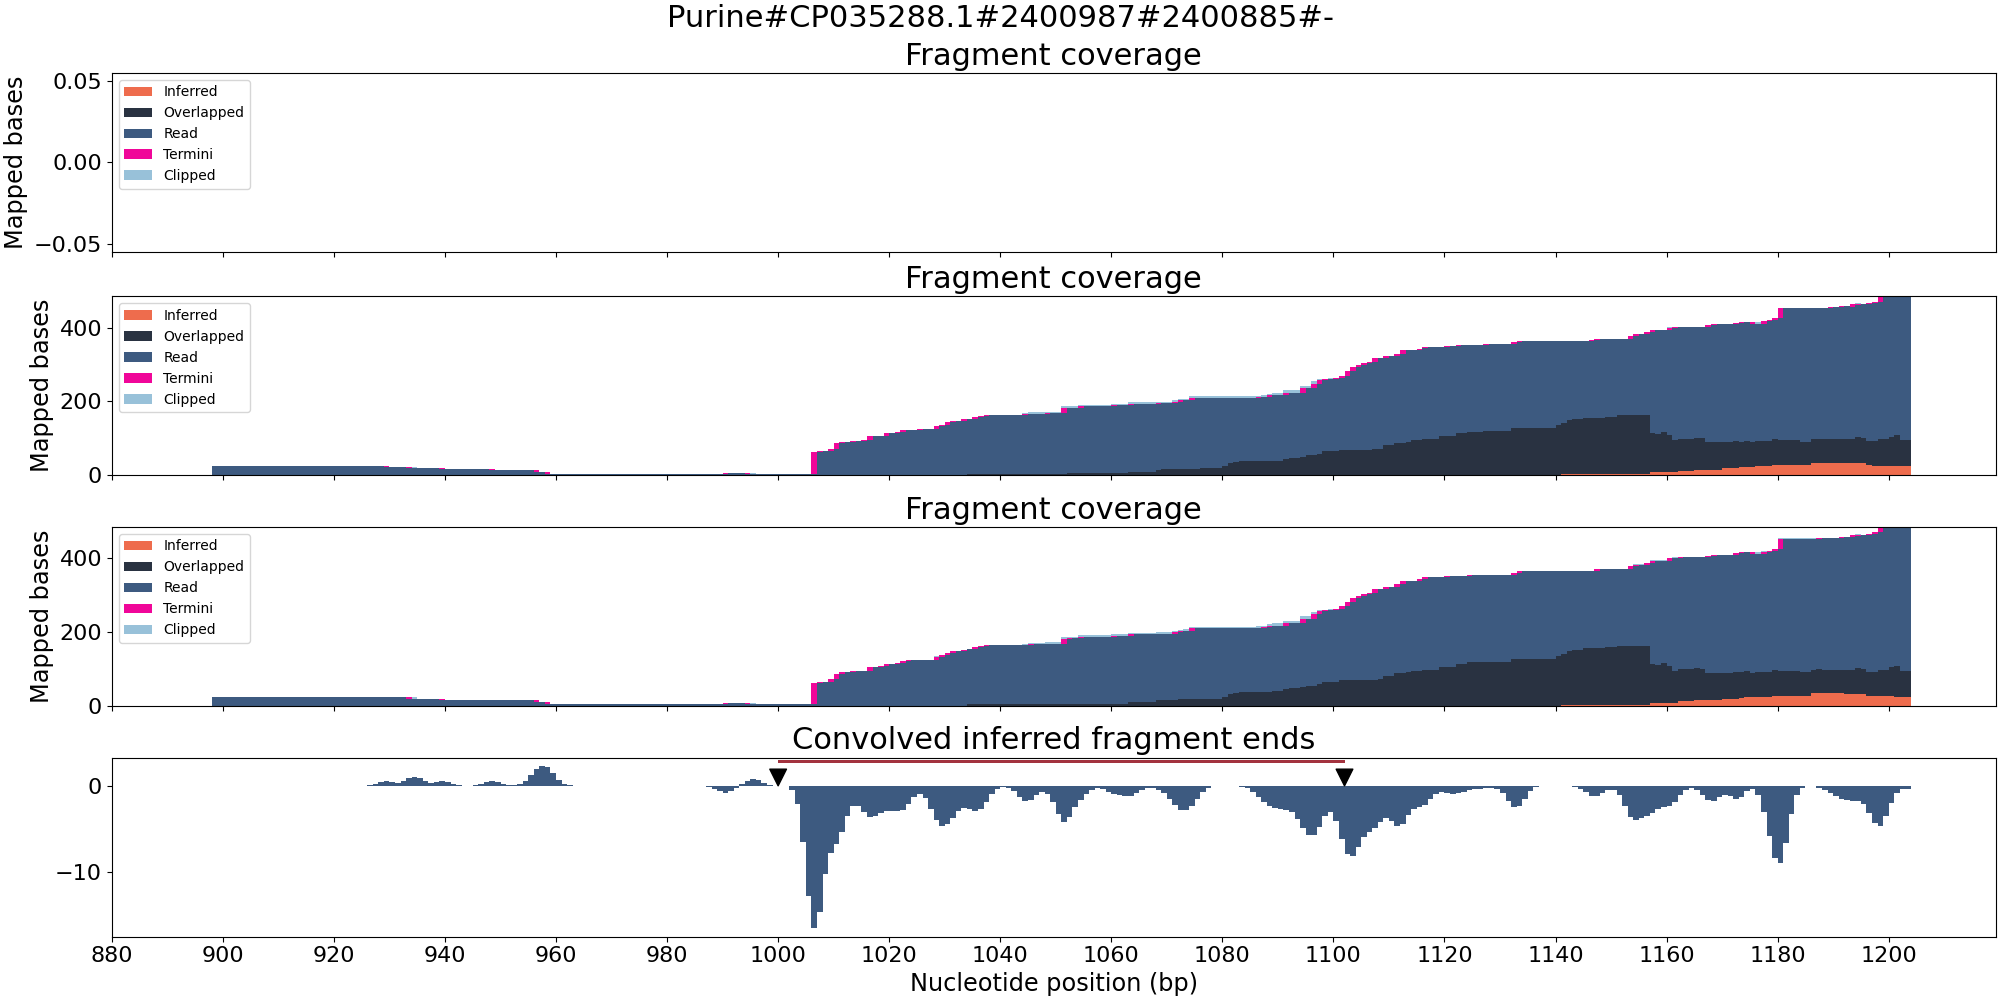 Purine#CP035288.1#2400987#2400885#-
Fragment coverage
Mapped bases
0.05
0.00
−0.05
Inferred
Overlapped
Read
Termini
Clipped
Fragment coverage
Mapped bases
400
200
0
Inferred
Overlapped
Read
Termini
Clipped
Fragment coverage
Mapped bases
400
200
0
Inferred
Overlapped
Read
Termini
Clipped
Convolved inferred fragment ends
0
−10
880 900 920 940 960 980 1000 1020 1040 1060 1080 1100 1120 1140 1160 1180 1200
Nucleotide position (bp)